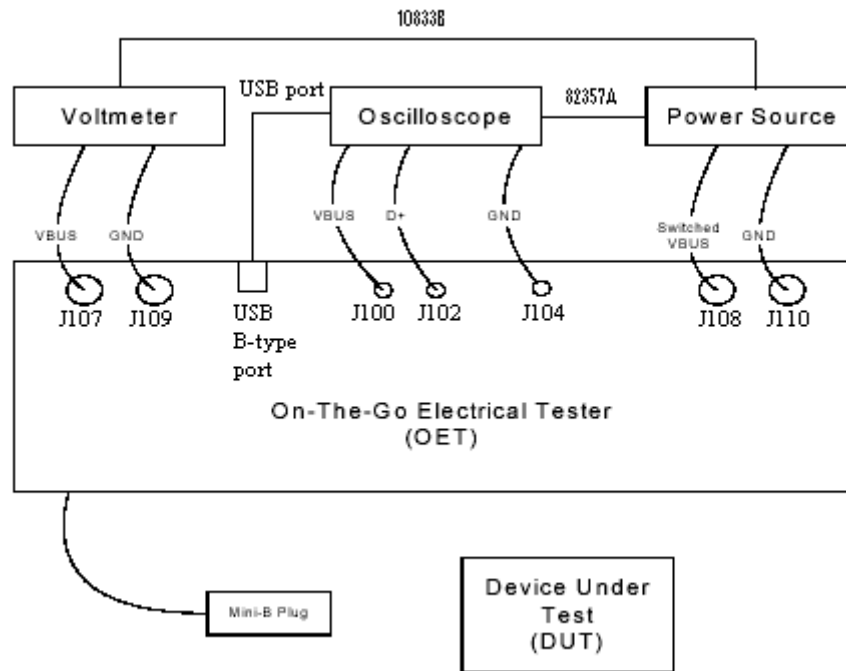 10833B
USB port
82357A
Voltmeter
Oscilloscope
Power Source
VBUS
GND
VBUS
D+
GND
Switched
VBUS
GND
J107
J109
USB
B-type
port
J100
J102
J104
J108
J110
On-The-Go Electrical Tester
(OET)
Mini-B Plug
Device Under
Test
(DUT)